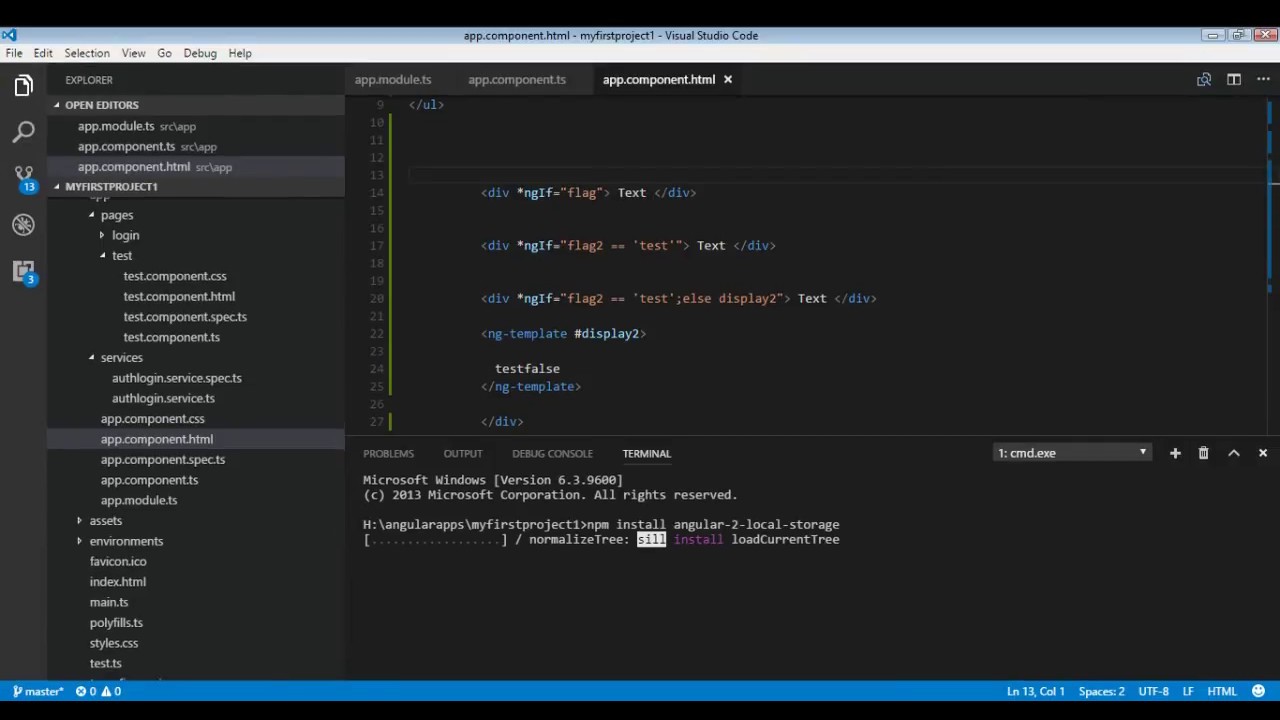 app.component.html - myfirstproject1 - Visual Studio Code
File Edit Selection View Go Debug Help
EXPLORER
OPEN EDITORS
app.module.ts src\app
app.component.ts src\app
app.component.html src\app
13
3
MYFIRSTPROJECT1
pages
login
test
test.component.css
test.component.html
test.component.spec.ts
test.component.ts
services
authlogin.service.spec.ts
authlogin.service.ts
app.component.css
app.component.html
app.component.spec.ts
app.component.ts
app.module.ts
assets
environments
favicon.ico
index.html
main.ts
polyfills.ts
styles.css
test.ts
app.module.ts app.component.ts app.component.html
9 </ul>
10
11
12
13
14 <div *ngIf="flag"> Text </div>
15
16
17 <div *ngIf="flag2 == 'test'"> Text </div>
18
19
20 <div *ngIf="flag2 == 'test';else display2"> Text </div>
21
22 <ng-template #display2>
23
24 testfalse
25 </ng-template>
26
27 </div>
PROBLEMS OUTPUT DEBUG CONSOLE TERMINAL 1: cmd.exe
Microsoft Windows [Version 6.3.9600]
(c) 2013 Microsoft Corporation. All rights reserved.
H:\angularapps\myfirstproject1>npm install angular-2-local-storage
[..................] / normalizeTree: sill install loadCurrentTree
master* 0 0 Ln 13, Col 1 Spaces: 2 UTF-8 LF HTML